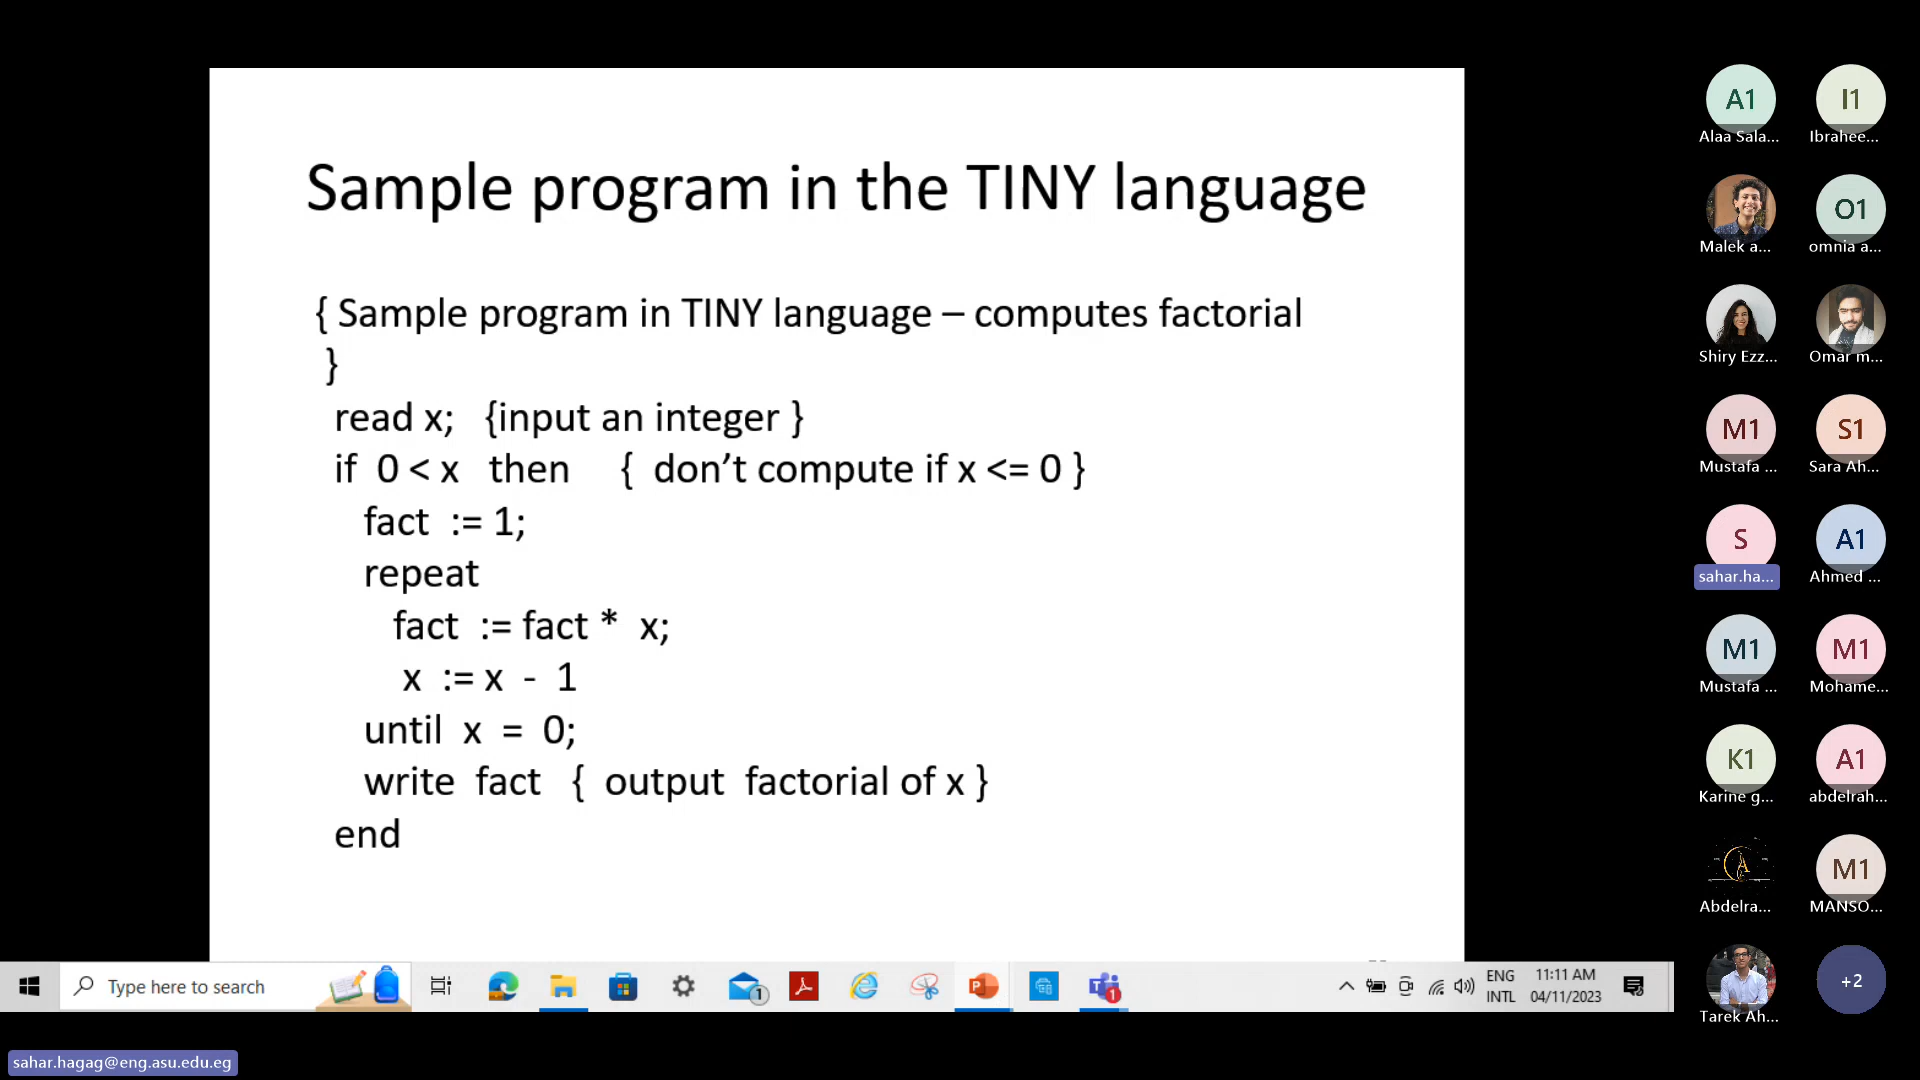 Sample program in the TINY language
{ Sample program in TINY language – computes factorial
}
read x; {input an integer }
if 0 < x then { don’t compute if x <= 0 }
fact := 1;
repeat
fact := fact * x;
x := x - 1
until x = 0;
write fact { output factorial of x }
end
A1
Alaa Sala...
I1
Ibrahee...
Malek a...
O1
omnia a...
Shiry Ezz...
Omar m...
M1
Mustafa ...
S1
Sara Ah...
S
sahar.ha...
A1
Ahmed ...
M1
Mustafa ...
M1
Mohame...
K1
Karine g...
A1
abdelrah...
A
Abdelra...
M1
MANSO...
Tarek Ah...
+2
Type here to search
1
P
1
ENG
INTL
11:11 AM
04/11/2023
sahar.hagag@eng.asu.edu.eg